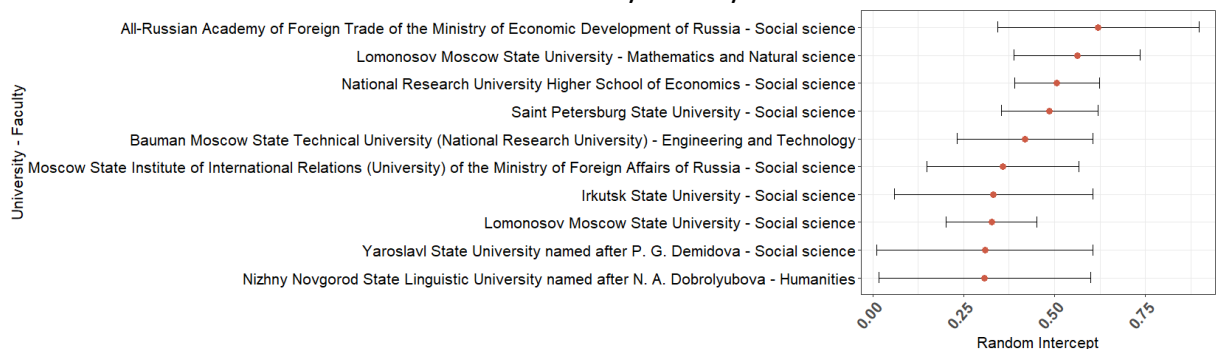 All-Russian Academy of Foreign Trade of the Ministry of Economic Development of Russia - Social science
Lomonosov Moscow State University - Mathematics and Natural science
National Research University Higher School of Economics - Social science
Saint Petersburg State University - Social science
Bauman Moscow State Technical University (National Research University) - Engineering and Technology
Moscow State Institute of International Relations (University) of the Ministry of Foreign Affairs of Russia - Social science
Irkutsk State University - Social science
Lomonosov Moscow State University - Social science
Yaroslavl State University named after P. G. Demidova - Social science
Nizhny Novgorod State Linguistic University named after N. A. Dobrolyubova - Humanities
University - Faculty
0.00 0.25 0.50 0.75
Random Intercept